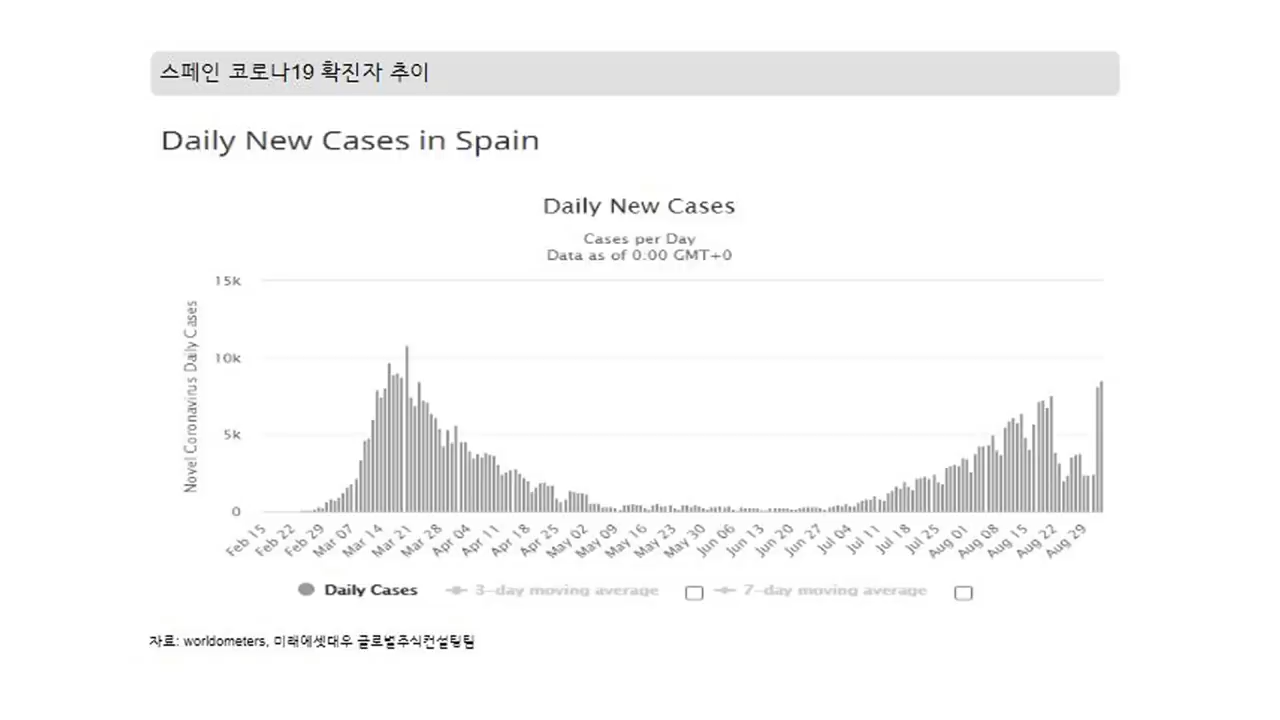 스페인 코로나19 확진자 추이
Daily New Cases in Spain
Daily New Cases
Cases per Day
Data as of 0:00 GMT+0
Novel Coronavirus Daily Cases
15k
10k
5k
0
Feb 15 Feb 22 Feb 29 Mar 07 Mar 14 Mar 21 Mar 28 Apr 04 Apr 11 Apr 18 Apr 25 May 02 May 09 May 16 May 23 May 30 Jun 06 Jun 13 Jun 20 Jun 27 Jul 04 Jul 11 Jul 18 Jul 25 Aug 01 Aug 08 Aug 15 Aug 22 Aug 29
Daily Cases 3-day moving average 7-day moving average
자료: worldometers, 미래에셋대우 글로벌주식컨설팅팀